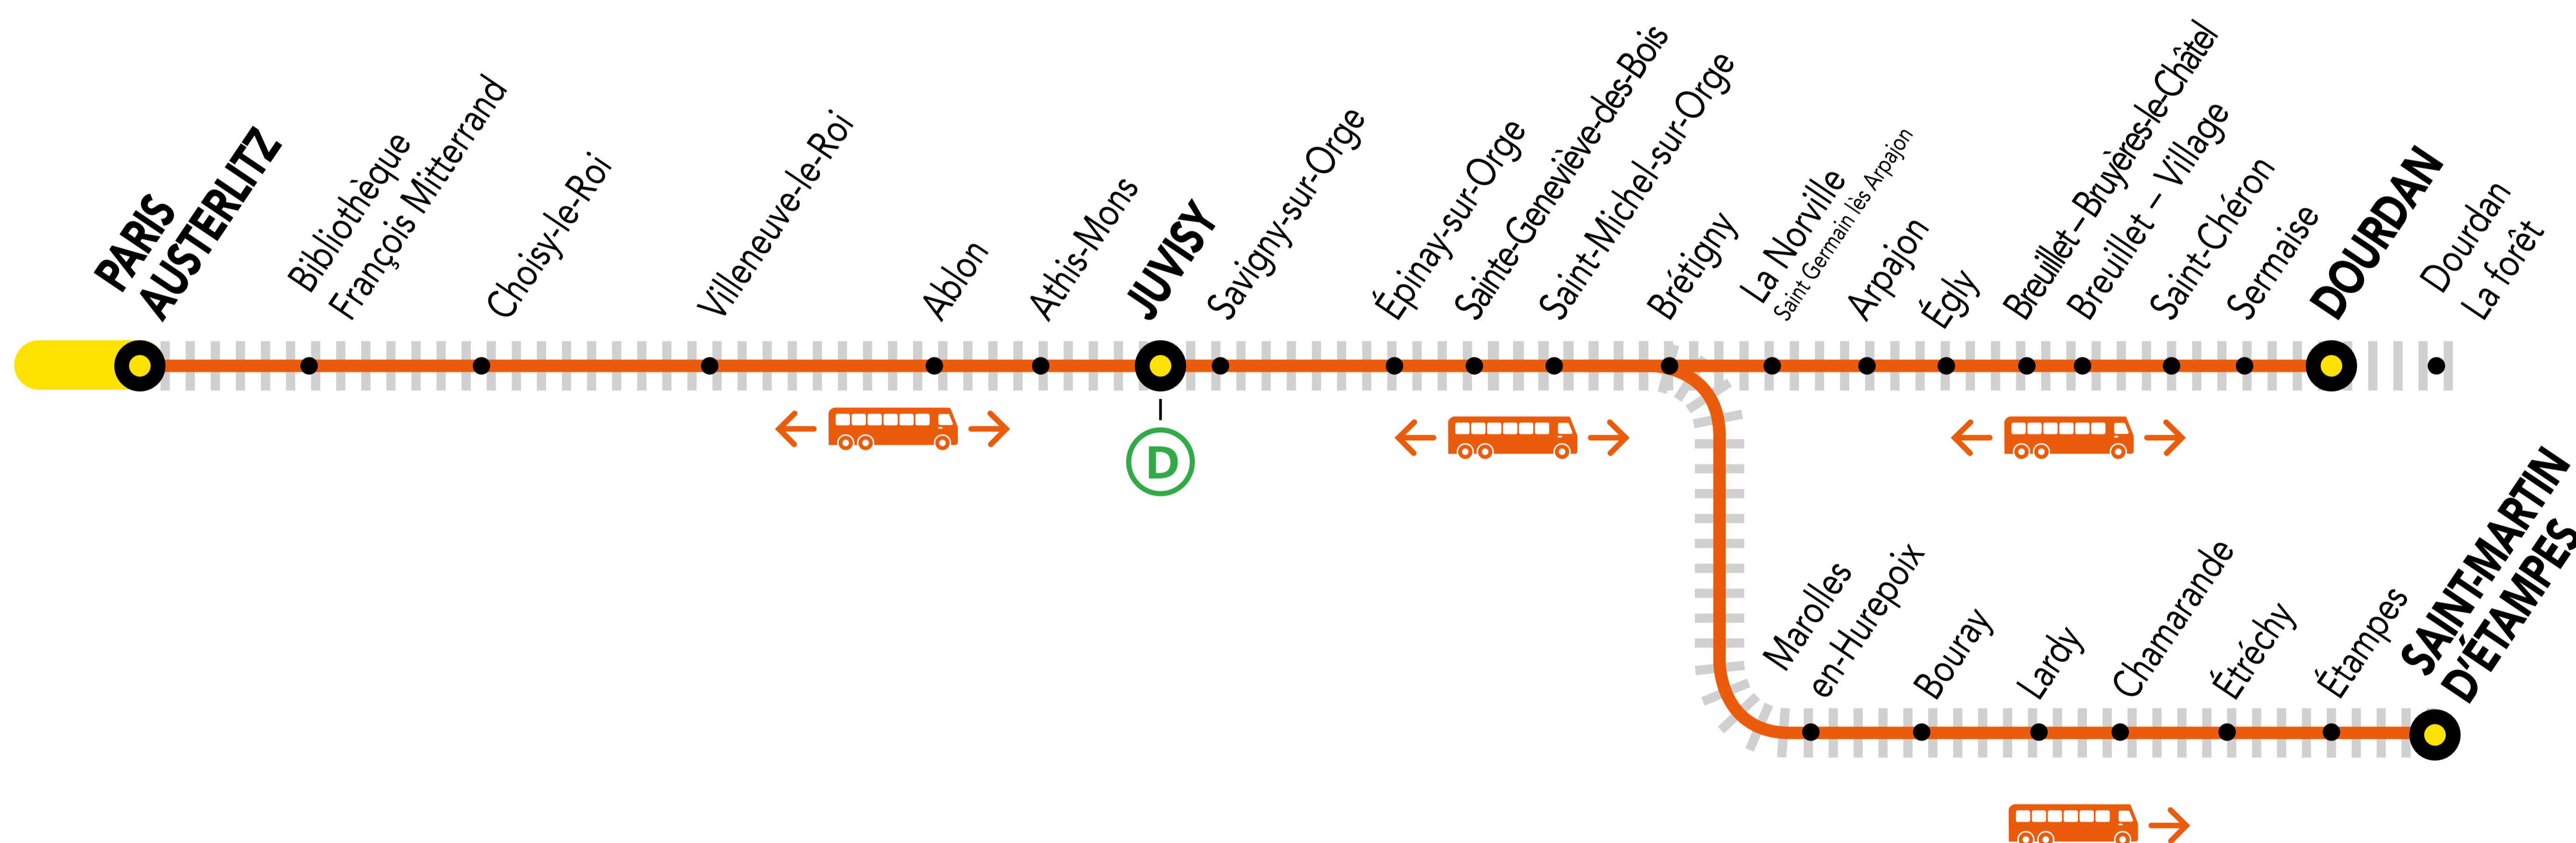 PARIS
AUSTERLITZ
Bibliothèque
François Mitterrand
Choisy-le-Roi
Villeneuve-le-Roi
Ablon
Athis-Mons
JUVISY
Savigny-sur-Orge
Épinay-sur-Orge
Sainte-Geneviève-des-Bois
Saint-Michel-sur-Orge
Brétigny
La Norville
Saint Germain lès Arpajon
Arpajon
Égly
Breuillet – Bruyères-le-Châtel
Breuillet – Village
Saint-Chéron
Sermaise
DOURDAN
Dourdan
La forêt
D
Marolles
en-Hurepoix
Bouray
Lardy
Chamarande
Étréchy
Étampes
SAINT-MARTIN
D'ÉTAMPES